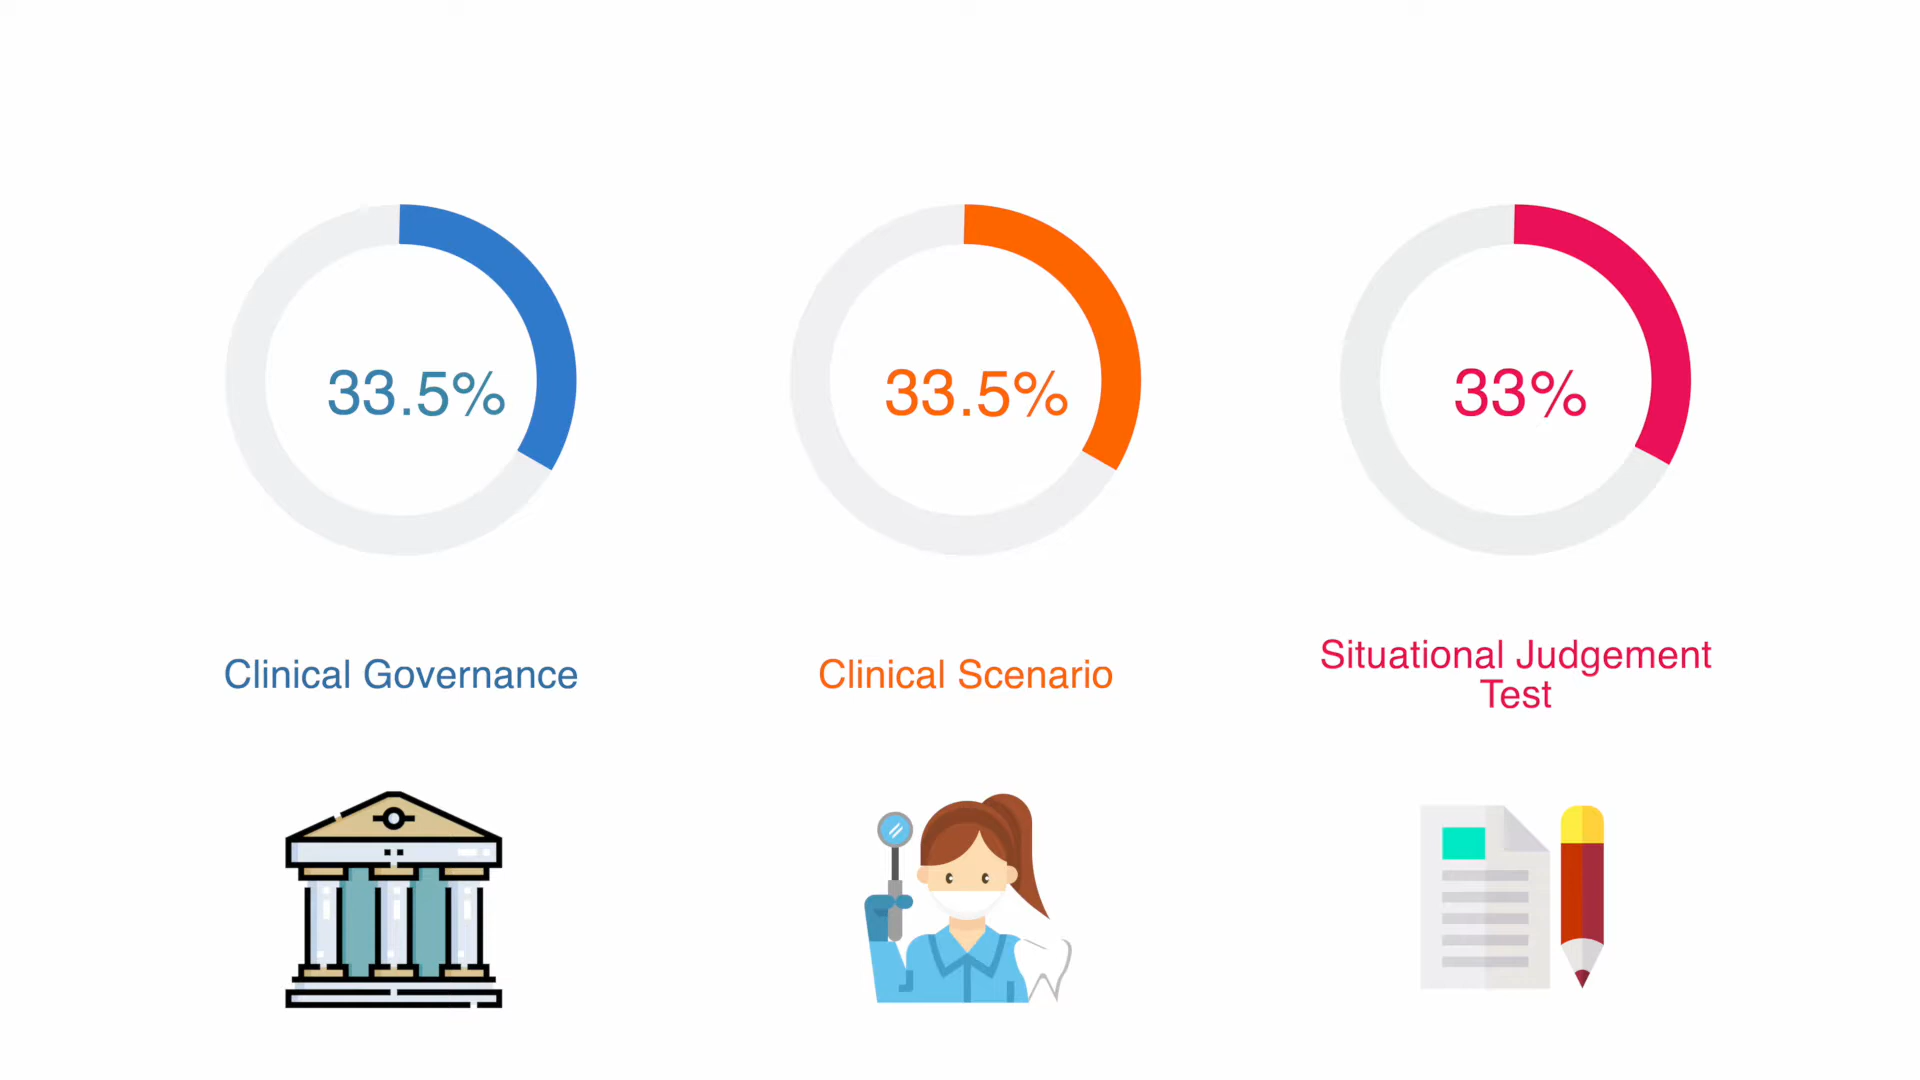 33.5%
33.5%
33%
Clinical Governance
Clinical Scenario
Situational Judgement
Test